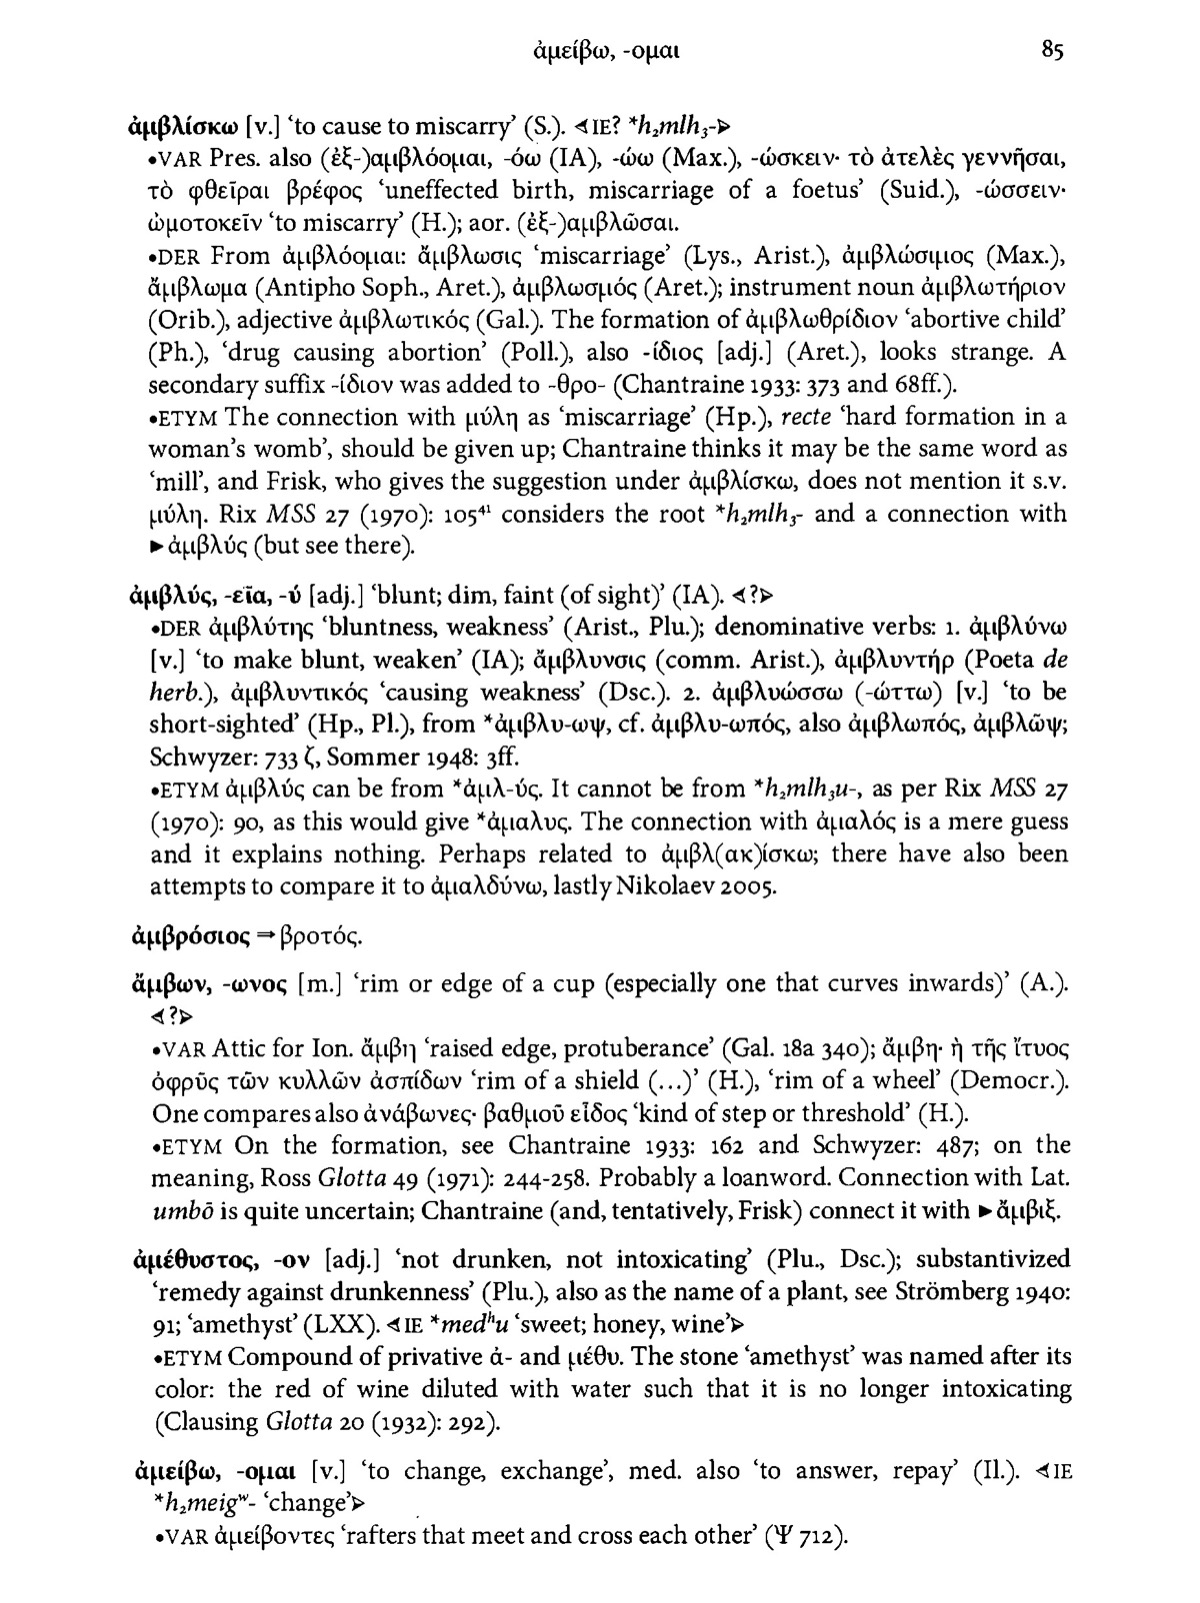 ἀμείβω, -ομαι 85
ἀμβλίσκω [v.] ‘to cause to miscarry’ (S.). ⋖IE? *h₂mlh₃-⋗
•VAR Pres. also (ἐξ-)αμβλόομαι, -όω (IA), -ώω (Max.), -ώσκειν· τὸ ἀτελὲς γεννῆσαι,
τὸ φθεῖραι βρέφος ‘uneffected birth, miscarriage of a foetus’ (Suid.), -ώσσειν·
ὠμοτοκεῖν ‘to miscarry’ (H.); aor. (ἐξ-)αμβλῶσαι.
•DER From ἀμβλόομαι: ἄμβλωσις ‘miscarriage’ (Lys., Arist.), ἀμβλώσιμος (Max.),
ἄμβλωμα (Antipho Soph., Aret.), ἀμβλωσμός (Aret.); instrument noun ἀμβλωτήριον
(Orib.), adjective ἀμβλωτικός (Gal.). The formation of ἀμβλωθρίδιον ‘abortive child’
(Ph.), ‘drug causing abortion’ (Poll.), also -ίδιος [adj.] (Aret.), looks strange. A
secondary suffix -ίδιον was added to -θρο- (Chantraine 1933: 373 and 68ff.).
•ETYM The connection with μύλη as ‘miscarriage’ (Hp.), recte ‘hard formation in a
woman’s womb’, should be given up; Chantraine thinks it may be the same word as
‘mill’, and Frisk, who gives the suggestion under ἀμβλίσκω, does not mention it s.v.
μύλη. Rix MSS 27 (1970): 105⁴¹ considers the root *h₂mlh₃- and a connection with
►ἀμβλύς (but see there).
ἀμβλύς, -εῖα, -ύ [adj.] ‘blunt; dim, faint (of sight)’ (IA). ⋖?⋗
•DER ἀμβλύτης ‘bluntness, weakness’ (Arist., Plu.); denominative verbs: 1. ἀμβλύνω
[v.] ‘to make blunt, weaken’ (IA); ἄμβλυνσις (comm. Arist.), ἀμβλυντήρ (Poeta de
herb.), ἀμβλυντικός ‘causing weakness’ (Dsc.). 2. ἀμβλυώσσω (-ώττω) [v.] ‘to be
short-sighted’ (Hp., Pl.), from *ἀμβλυ-ωψ, cf. ἀμβλυ-ωπός, also ἀμβλωπός, ἀμβλῶψ;
Schwyzer: 733 ζ, Sommer 1948: 3ff.
•ETYM ἀμβλύς can be from *ἀμλ-ύς. It cannot be from *h₂mlh₃u-, as per Rix MSS 27
(1970): 90, as this would give *ἀμαλυς. The connection with ἀμαλός is a mere guess
and it explains nothing. Perhaps related to ἀμβλ(ακ)ίσκω; there have also been
attempts to compare it to ἀμαλδύνω, lastly Nikolaev 2005.
ἀμβρόσιος ⇒ βροτός.
ἄμβων, -ωνος [m.] ‘rim or edge of a cup (especially one that curves inwards)’ (A.).
⋖?⋗
•VAR Attic for Ion. ἄμβη ‘raised edge, protuberance’ (Gal. 18a 340); ἄμβη· ἡ τῆς ἴτυος
ὀφρῦς τῶν κυλλῶν ἀσπίδων ‘rim of a shield (...)’ (H.), ‘rim of a wheel’ (Democr.).
One compares also ἀνάβωνες· βαθμοῦ εἶδος ‘kind of step or threshold’ (H.).
•ETYM On the formation, see Chantraine 1933: 162 and Schwyzer: 487; on the
meaning, Ross Glotta 49 (1971): 244-258. Probably a loanword. Connection with Lat.
umbō is quite uncertain; Chantraine (and, tentatively, Frisk) connect it with ►ἄμβιξ.
ἀμέθυστος, -ον [adj.] ‘not drunken, not intoxicating’ (Plu., Dsc.); substantivized
‘remedy against drunkenness’ (Plu.), also as the name of a plant, see Strömberg 1940:
91; ‘amethyst’ (LXX). ⋖IE *medʰu ‘sweet; honey, wine’⋗
•ETYM Compound of privative ἀ- and μέθυ. The stone ‘amethyst’ was named after its
color: the red of wine diluted with water such that it is no longer intoxicating
(Clausing Glotta 20 (1932): 292).
ἀμείβω, -ομαι [v.] ‘to change, exchange’, med. also ‘to answer, repay’ (Il.). ⋖IE
*h₂meigʷ- ‘change’⋗
•VAR ἀμείβοντες ‘rafters that meet and cross each other’ (Ψ 712).